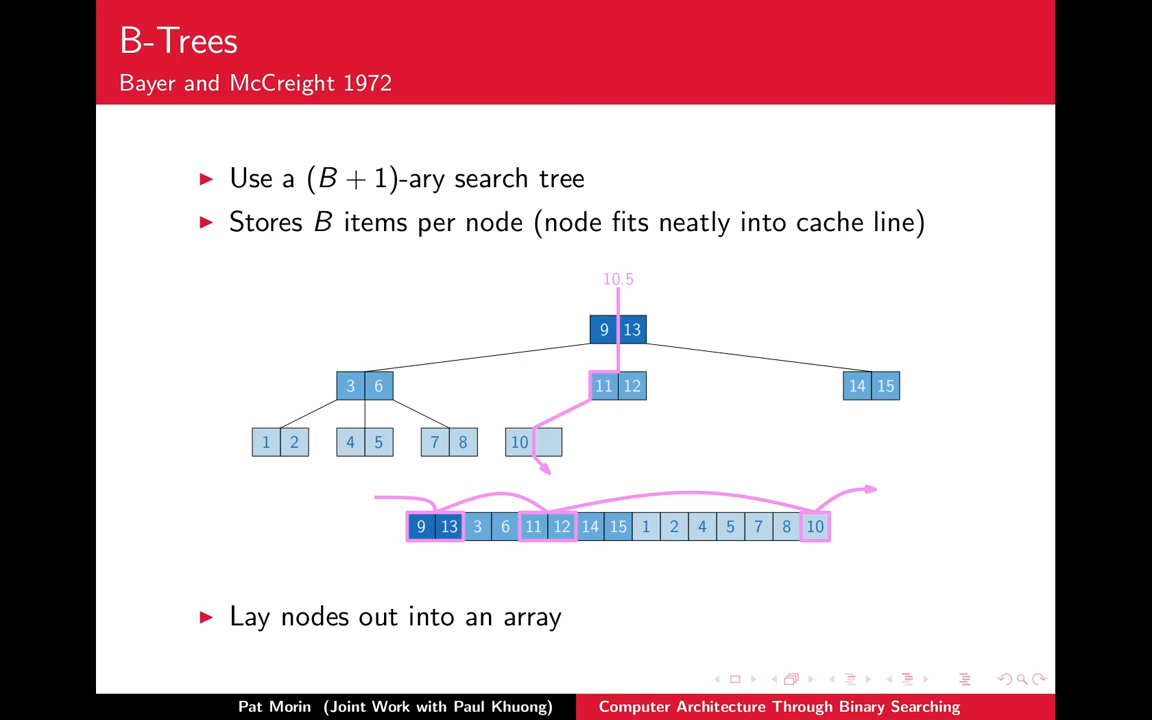 B-Trees
Bayer and McCreight 1972
Use a (B + 1)-ary search tree
Stores B items per node (node fits neatly into cache line)
10.5
9 13
3 6 11 12 14 15
1 2 4 5 7 8 10
9 13 3 6 11 12 14 15 1 2 4 5 7 8 10
Lay nodes out into an array
Pat Morin (Joint Work with Paul Khuong) Computer Architecture Through Binary Searching